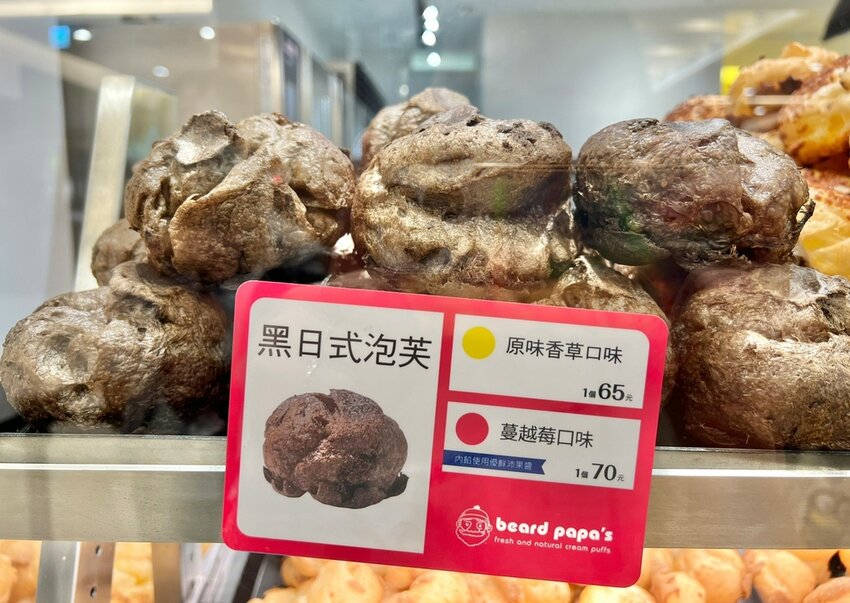 黑日式泡芙
原味香草口味
1個65元
蔓越莓口味
內餡使用優鮮沛果醬
1個70元
beard papa's
fresh and natural cream puffs